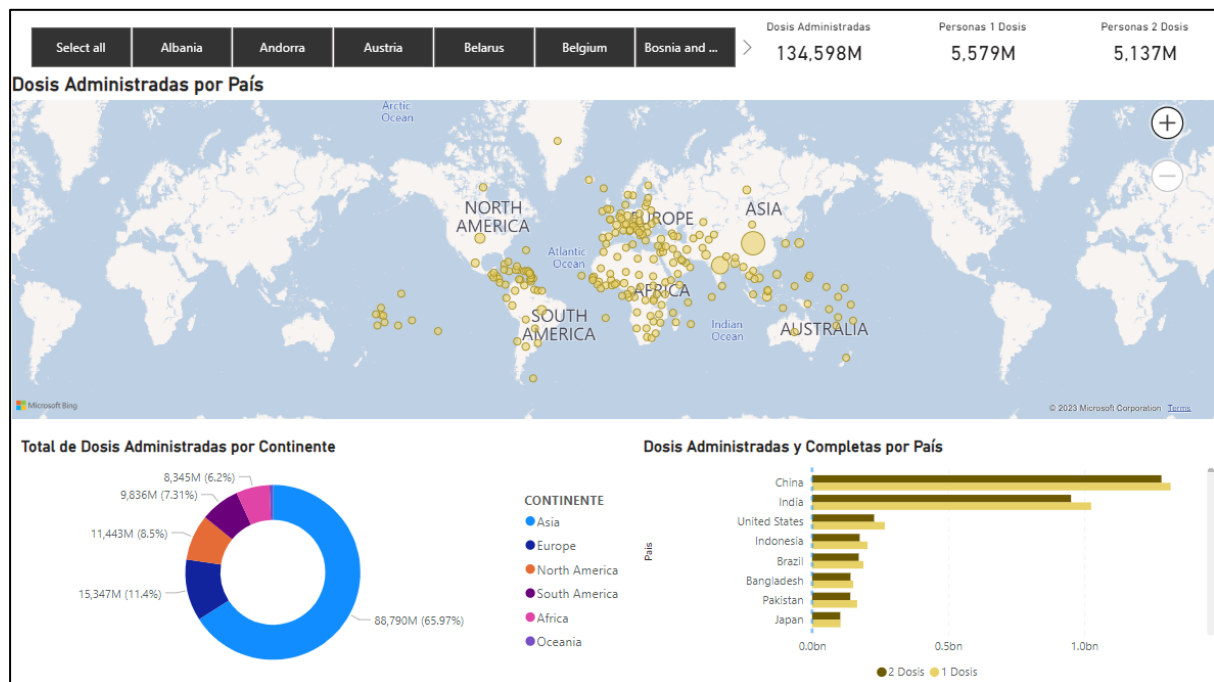 Select all
Albania
Andorra
Austria
Belarus
Belgium
Bosnia and ...
Dosis Administradas
134,598M
Personas 1 Dosis
5,579M
Personas 2 Dosis
5,137M
Dosis Administradas por País
Arctic
Ocean
NORTH
AMERICA
EUROPE
ASIA
Atlantic
Ocean
AFRICA
SOUTH
AMERICA
Indian
Ocean
AUSTRALIA
Microsoft Bing
© 2023 Microsoft Corporation Terms
Total de Dosis Administradas por Continente
8,345M (6.2%)
9,836M (7.31%)
11,443M (8.5%)
15,347M (11.4%)
88,790M (65.97%)
CONTINENTE
Asia
Europe
North America
South America
Africa
Oceania
Dosis Administradas y Completas por País
País
China
India
United States
Indonesia
Brazil
Bangladesh
Pakistan
Japan
0.0bn
0.5bn
1.0bn
2 Dosis
1 Dosis